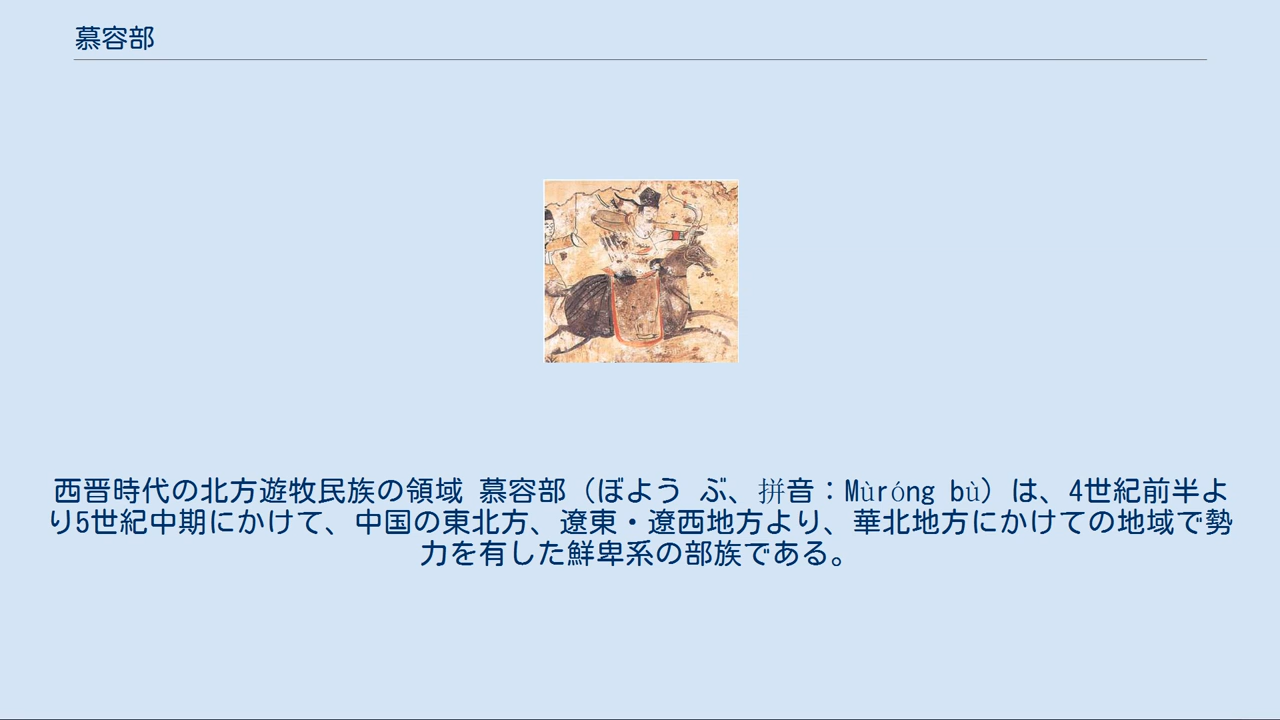 慕容部
西晋時代の北方遊牧民族の領域 慕容部（ぼよう ぶ、拼音：Mùróng bù）は、4世紀前半よ
り5世紀中期にかけて、中国の東北方、遼東・遼西地方より、華北地方にかけての地域で勢
力を有した鮮卑系の部族である。